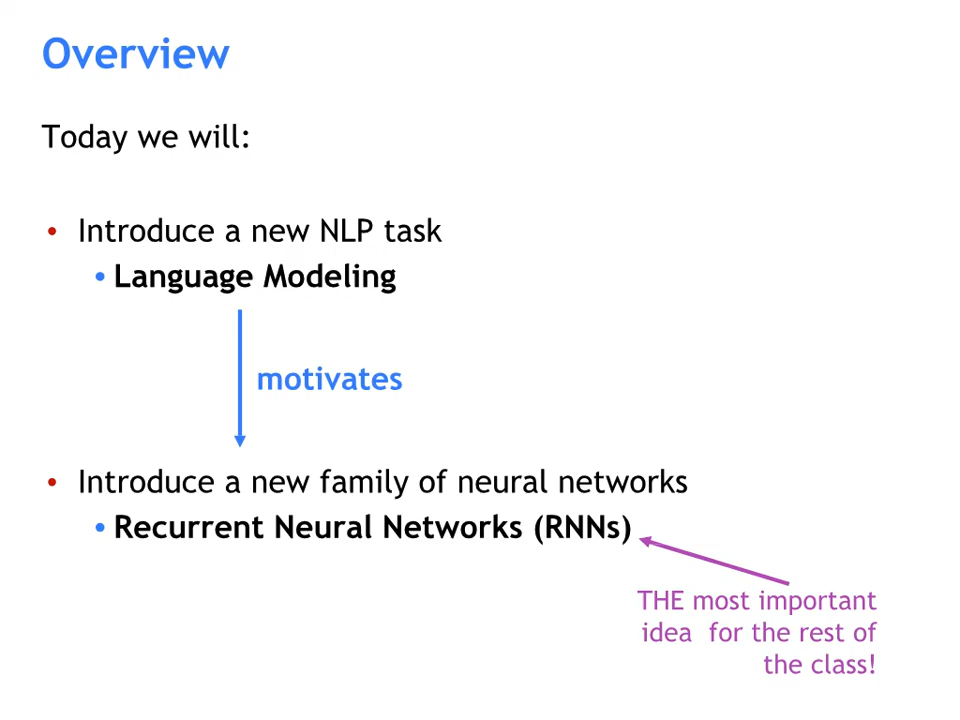 Overview
Today we will:
• Introduce a new NLP task
• Language Modeling
motivates
• Introduce a new family of neural networks
• Recurrent Neural Networks (RNNs)
THE most important
idea  for the rest of
the class!